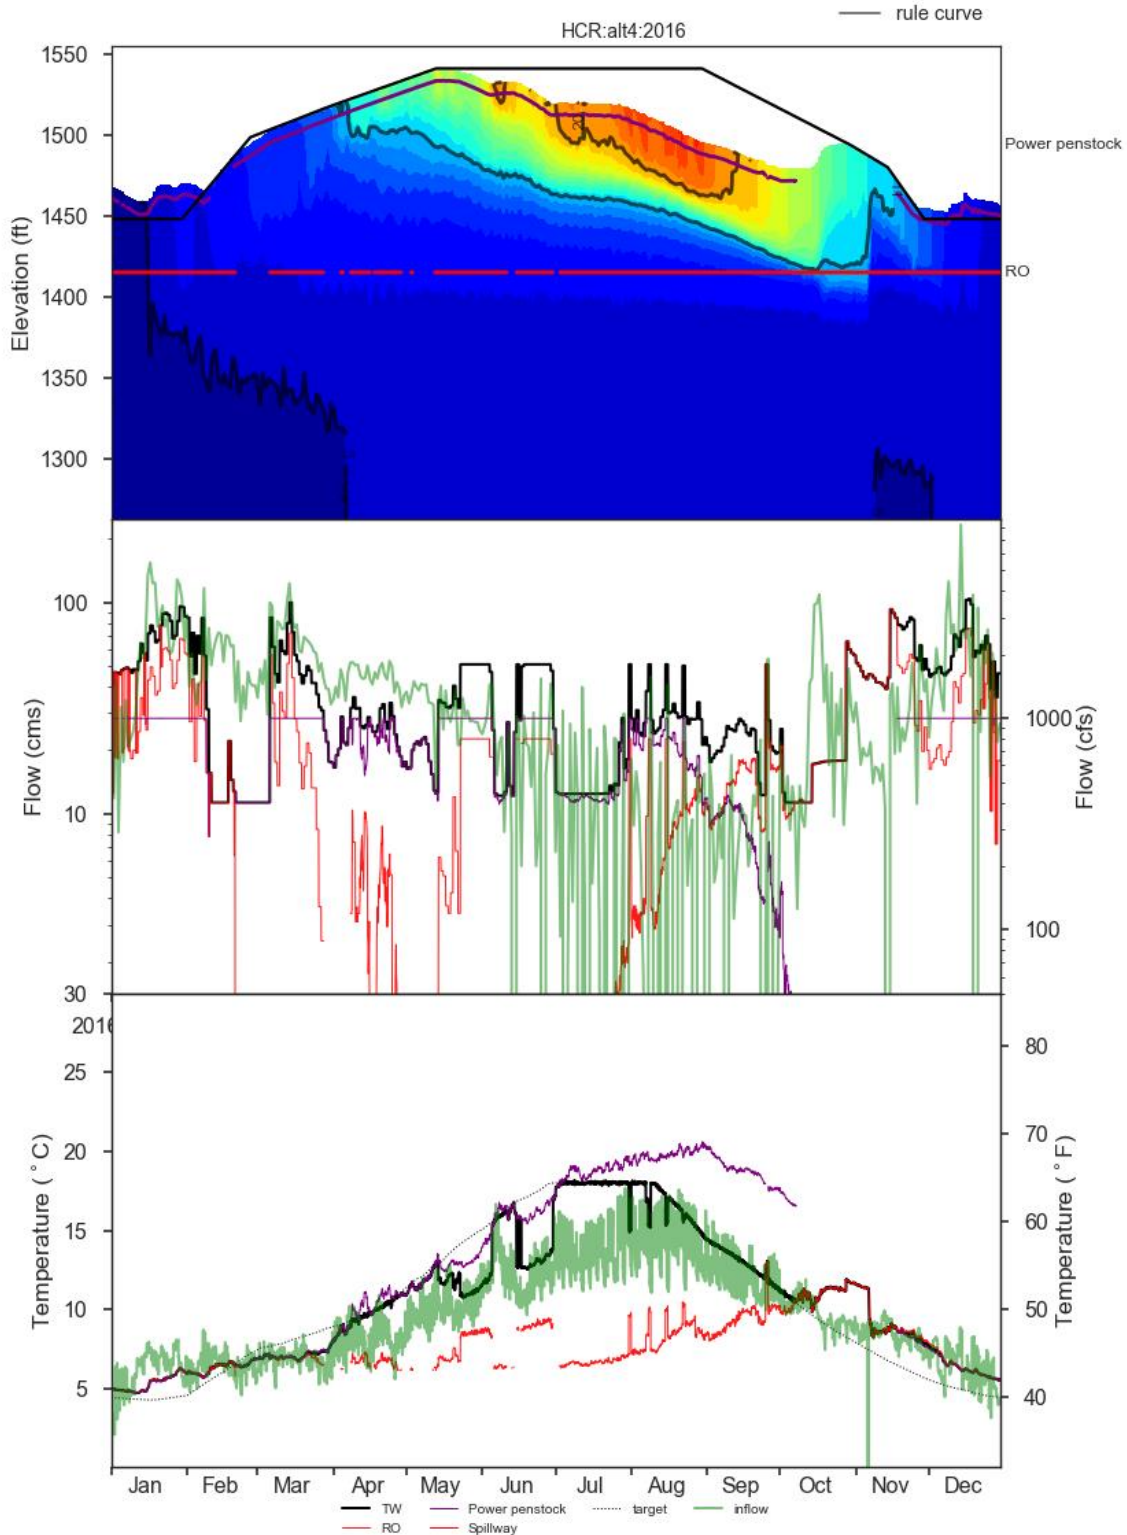 rule curve
HCR:alt4:2016
1550
1500
1450
1400
1350
1300
Elevation (ft)
Power penstock
RO
20
100
10
Flow (cms)
1000
100
Flow (cfs)
30
2016
25
20
15
10
5
Temperature (°C)
80
70
60
50
40
Temperature (°F)
Jan Feb Mar Apr May Jun Jul Aug Sep Oct Nov Dec
TW Power penstock target inflow
RO Spillway